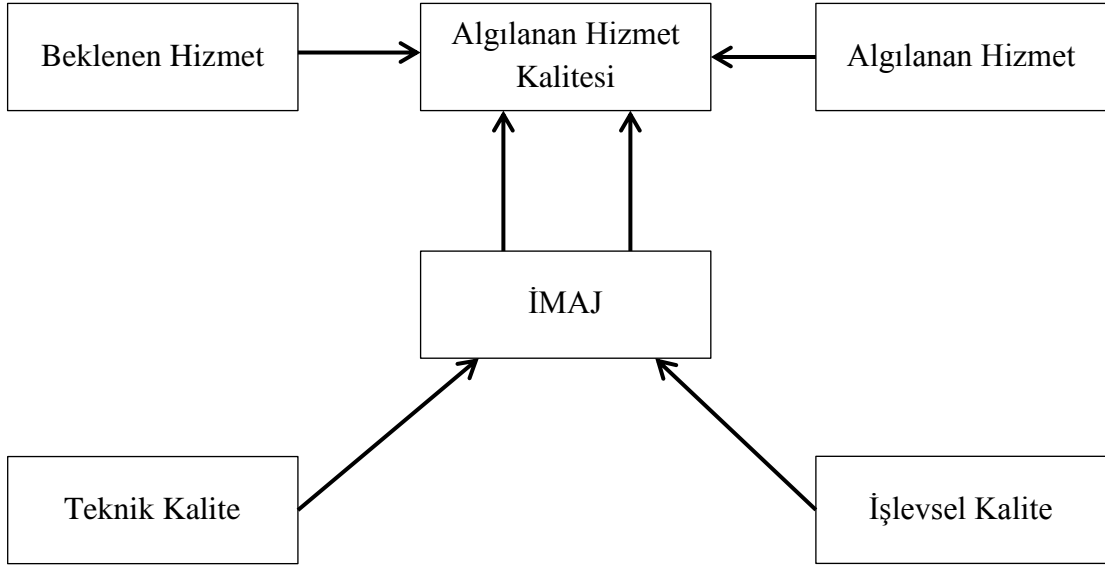 Beklenen Hizmet
Algılanan Hizmet
Kalitesi
Algılanan Hizmet
İMAJ
Teknik Kalite
İşlevsel Kalite